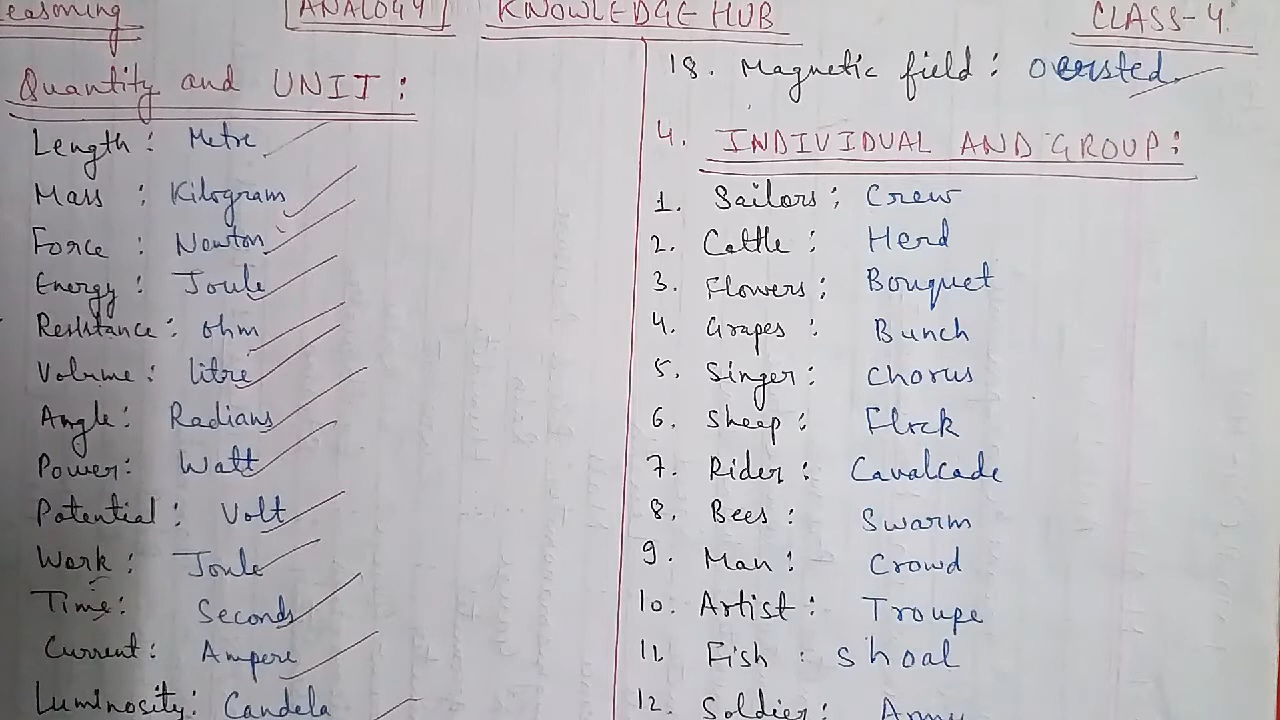 easoning ANALOGY KNOWLEDGE HUB CLASS-4.
Quantity and UNIT:
Length: Metre
Mass : Kilogram
Force : Newton
Energy : Joule
Resistance: ohm
Volume: litre
Angle: Radians
Power: Watt
Potential: Volt
Work: Joule
Time: Seconds
Current: Ampere
Luminosity: Candela
18. Magnetic field: Oersted
4. INDIVIDUAL AND GROUP:
1. Sailors: Crew
2. Cattle: Herd
3. Flowers: Bouquet
4. Grapes: Bunch
5. Singer: Chorus
6. Sheep: Flock
7. Rider: Cavalcade
8. Bees: Swarm
9. Man: Crowd
10. Artist: Troupe
11. Fish: Shoal
12. Soldier: Army